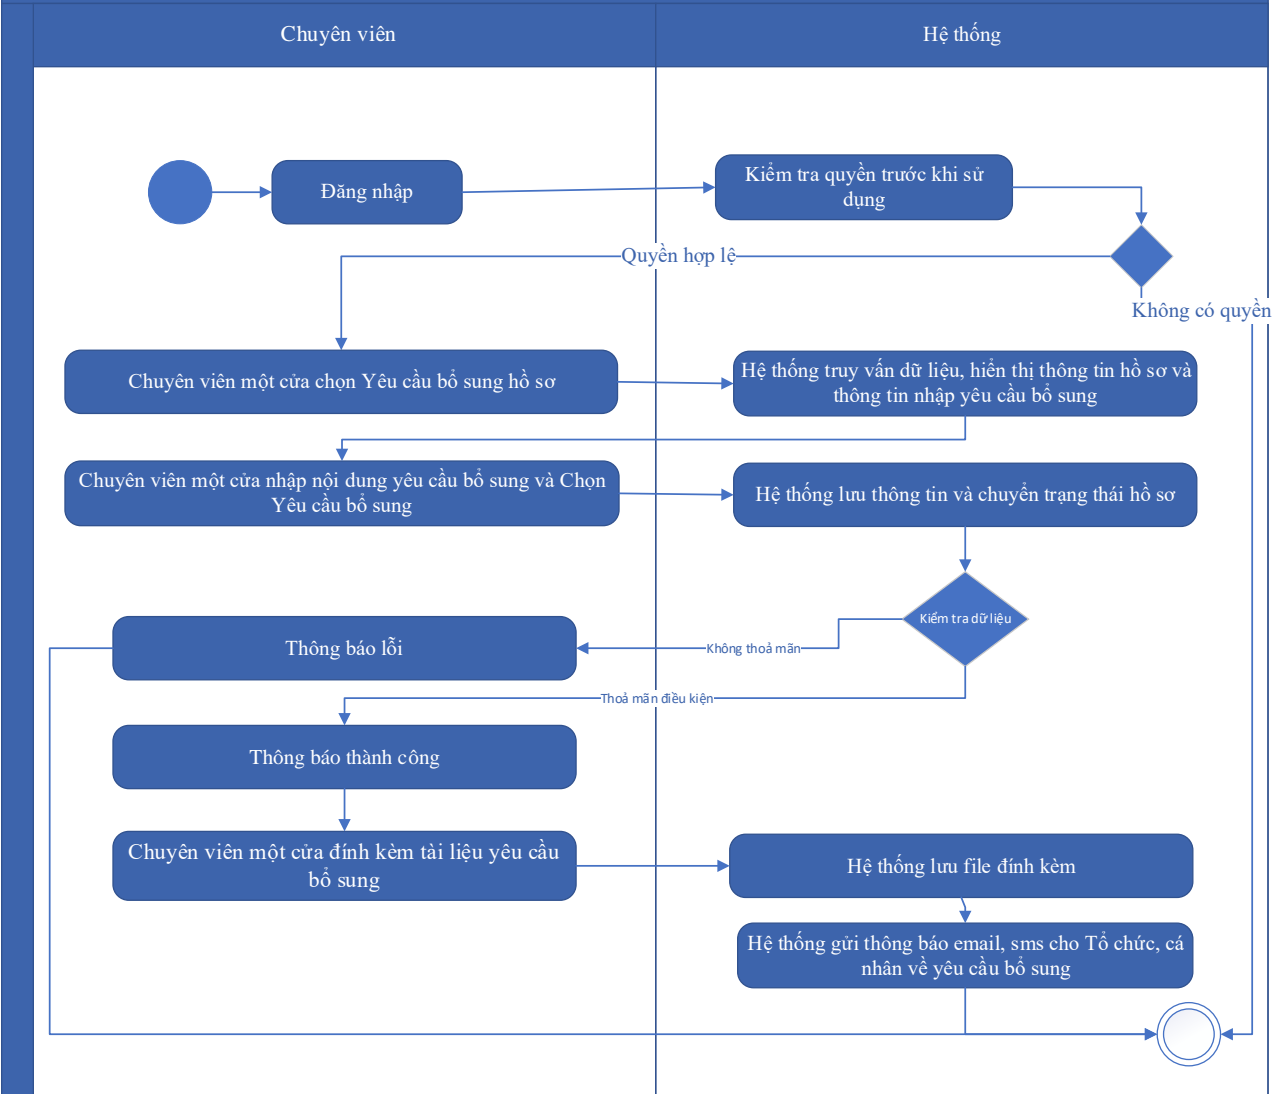 Chuyên viên
Hệ thống
Đăng nhập
Kiểm tra quyền trước khi sử
dụng
Quyền hợp lệ
Không có quyền
Chuyên viên một cửa chọn Yêu cầu bổ sung hồ sơ
Hệ thống truy vấn dữ liệu, hiển thị thông tin hồ sơ và
thông tin nhập yêu cầu bổ sung
Chuyên viên một cửa nhập nội dung yêu cầu bổ sung và Chọn
Yêu cầu bổ sung
Hệ thống lưu thông tin và chuyển trạng thái hồ sơ
Kiểm tra dữ liệu
Không thoả mãn
Thông báo lỗi
Thoả mãn điều kiện
Thông báo thành công
Chuyên viên một cửa đính kèm tài liệu yêu cầu
bổ sung
Hệ thống lưu file đính kèm
Hệ thống gửi thông báo email, sms cho Tổ chức, cá
nhân về yêu cầu bổ sung